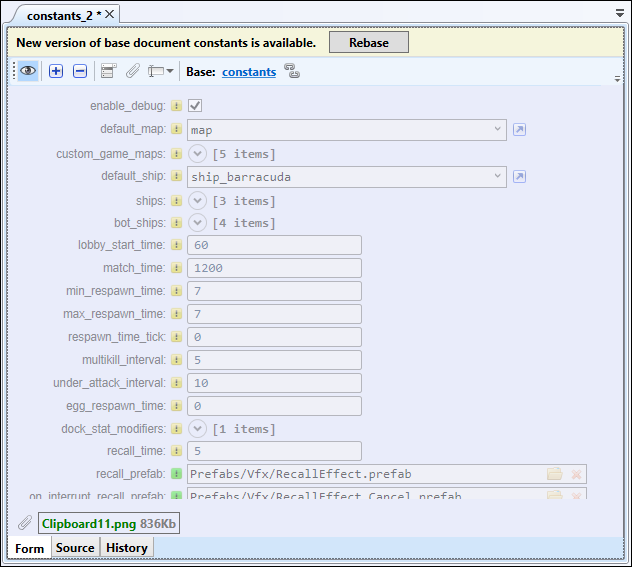 constants_2 *
New version of base document constants is available. Rebase
Base: constants
enable_debug:
default_map: map
custom_game_maps: [5 items]
default_ship: ship_barracuda
ships: [3 items]
bot_ships: [4 items]
lobby_start_time: 60
match_time: 1200
min_respawn_time: 7
max_respawn_time: 7
respawn_time_tick: 0
multikill_interval: 5
under_attack_interval: 10
egg_respawn_time: 0
dock_stat_modifiers: [1 items]
recall_time: 5
recall_prefab: Prefabs/Vfx/RecallEffect.prefab
on_interrupt_recall_prefab: Prefabs/Vfx/RecallEffect_Cancel.prefab
Clipboard11.png 836Kb
Form Source History